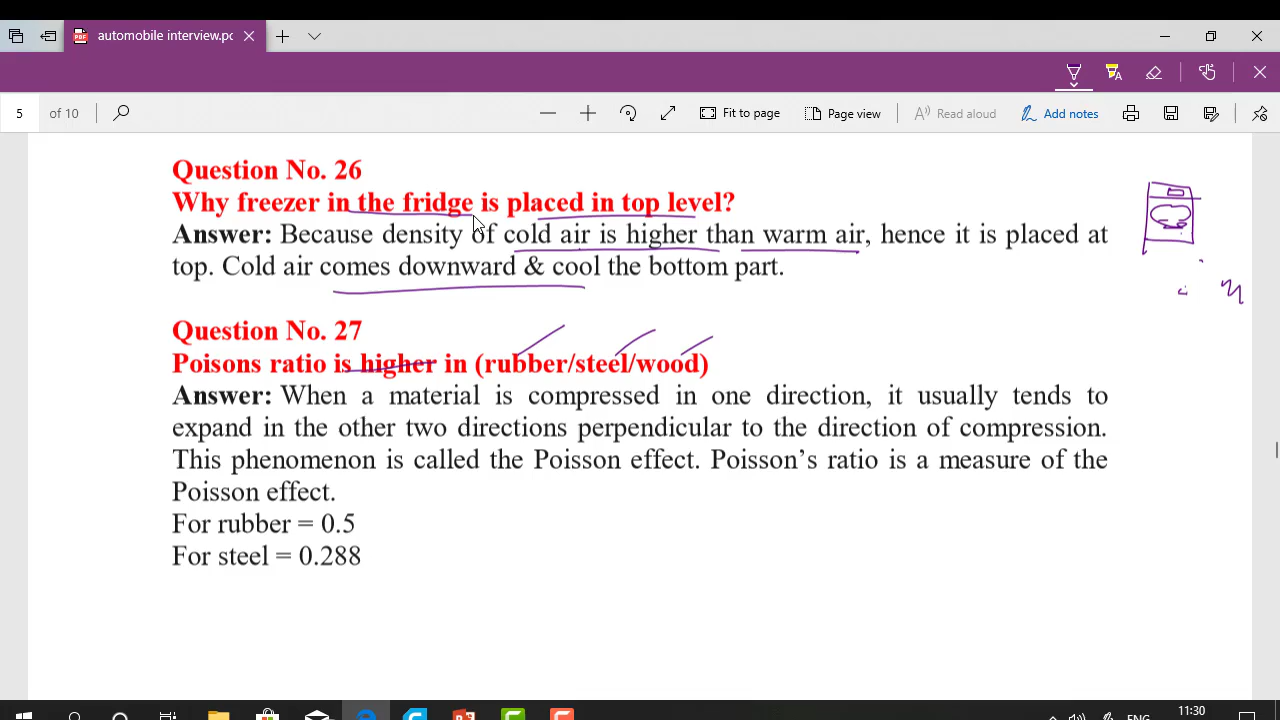 automobile interview.pc
5 of 10
Fit to page
Page view
Read aloud
Add notes
Question No. 26
Why freezer in the fridge is placed in top level?
Answer: Because density of cold air is higher than warm air, hence it is placed at
top. Cold air comes downward & cool the bottom part.
Question No. 27
Poisons ratio is higher in (rubber/steel/wood)
Answer: When a material is compressed in one direction, it usually tends to
expand in the other two directions perpendicular to the direction of compression.
This phenomenon is called the Poisson effect. Poisson's ratio is a measure of the
Poisson effect.
For rubber = 0.5
For steel = 0.288
11:30
ENG